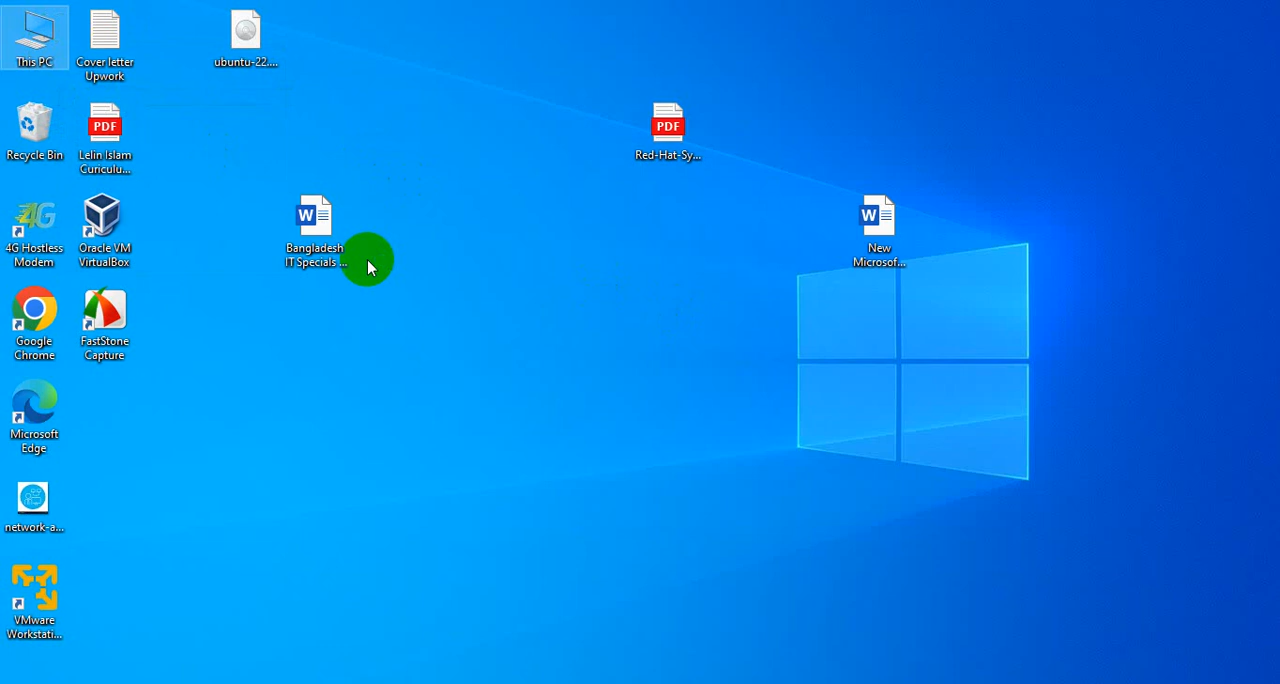 This PC
Cover letter
Upwork
ubuntu-22....
Recycle Bin
PDF
Lelin Islam
Curiculu...
PDF
Red-Hat-Sy...
4G
4G Hostless
Modem
Oracle VM
VirtualBox
W
Bangladesh
IT Specials ...
W
New
Microsof...
Google
Chrome
FastStone
Capture
Microsoft
Edge
network-a...
VMware
Workstati...